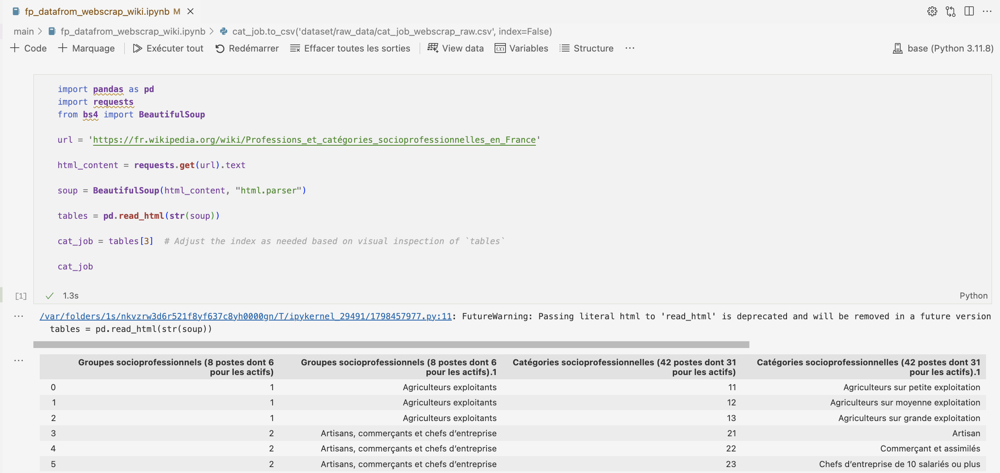 fp_datafrom_webscrap_wiki.ipynb M
main > fp_datafrom_webscrap_wiki.ipynb > cat_job.to_csv('dataset/raw_data/cat_job_webscrap_raw.csv', index=False)
+ Code + Marquage Exécuter tout Redémarrer Effacer toutes les sorties View data Variables Structure ... base (Python 3.11.8)
import pandas as pd
import requests
from bs4 import BeautifulSoup
url = 'https://fr.wikipedia.org/wiki/Professions_et_catégories_socioprofessionnelles_en_France'
html_content = requests.get(url).text
soup = BeautifulSoup(html_content, "html.parser")
tables = pd.read_html(str(soup))
cat_job = tables[3]  # Adjust the index as needed based on visual inspection of `tables`
cat_job
[1] ✓ 1.3s Python
/var/folders/1s/nkvzrw3d6r521f8yf637c8yh0000gn/T/ipykernel_29491/1798457977.py:11: FutureWarning: Passing literal html to 'read_html' is deprecated and will be removed in a future version
tables = pd.read_html(str(soup))
Groupes socioprofessionnels (8 postes dont 6 pour les actifs) Groupes socioprofessionnels (8 postes dont 6 pour les actifs).1 Catégories socioprofessionnelles (42 postes dont 31 pour les actifs) Catégories socioprofessionnelles (42 postes dont 31 pour les actifs).1
0 1 Agriculteurs exploitants 11 Agriculteurs sur petite exploitation
1 1 Agriculteurs exploitants 12 Agriculteurs sur moyenne exploitation
2 1 Agriculteurs exploitants 13 Agriculteurs sur grande exploitation
3 2 Artisans, commerçants et chefs d’entreprise 21 Artisan
4 2 Artisans, commerçants et chefs d’entreprise 22 Commerçant et assimilés
5 2 Artisans, commerçants et chefs d’entreprise 23 Chefs d’entreprise de 10 salariés ou plus